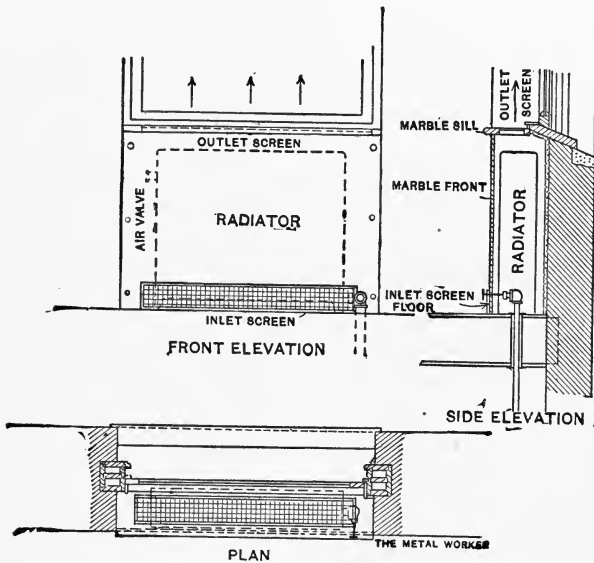 OUTLET SCREEN
AIR VALVE
RADIATOR
INLET SCREEN
FRONT ELEVATION
OUTLET
SCREEN
MARBLE SILL
MARBLE FRONT
RADIATOR
INLET SCREEN
FLOOR
SIDE ELEVATION
THE METAL WORKER
PLAN